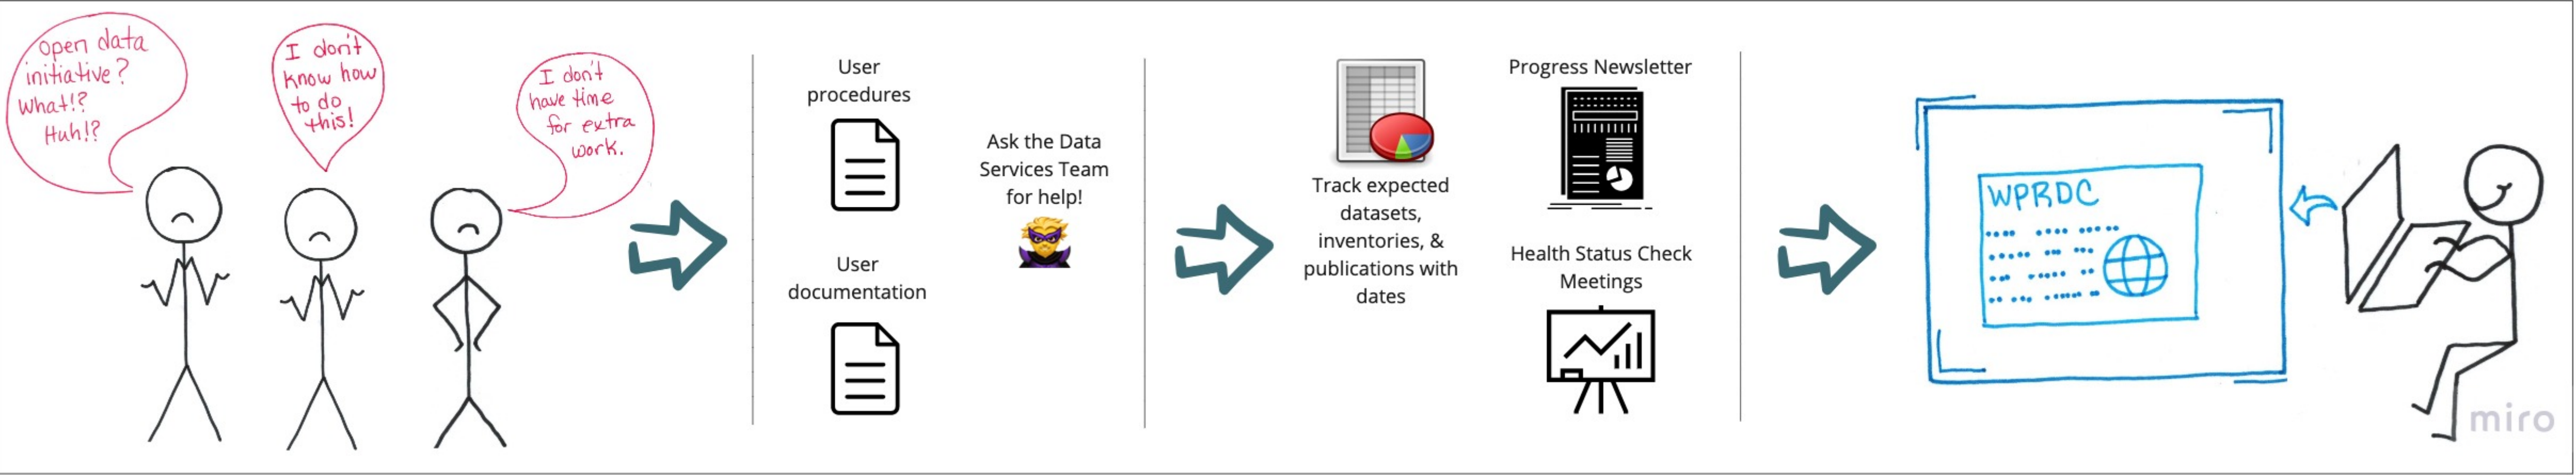 Open data
initiative?
What!?
Huh!?
I don't
know how
to do
this!
I don't
have time
for extra
work.
User
procedures
User
documentation
Ask the Data
Services Team
for help!
Track expected
datasets,
inventories, &
publications with
dates
Progress Newsletter
Health Status Check
Meetings
WPRDC
miro